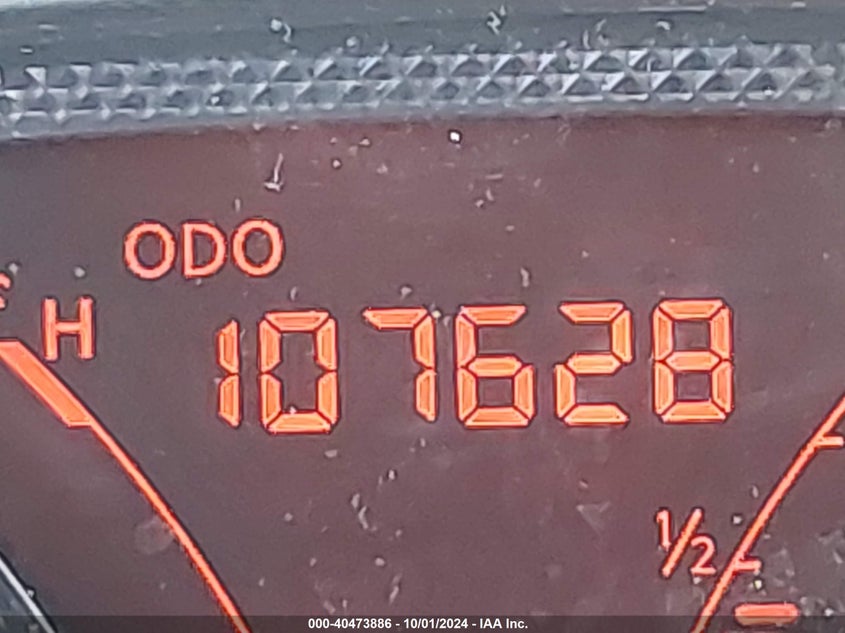 ODO
H
107628
1/2
000-40473886 - 10/01/2024 - IAA Inc.